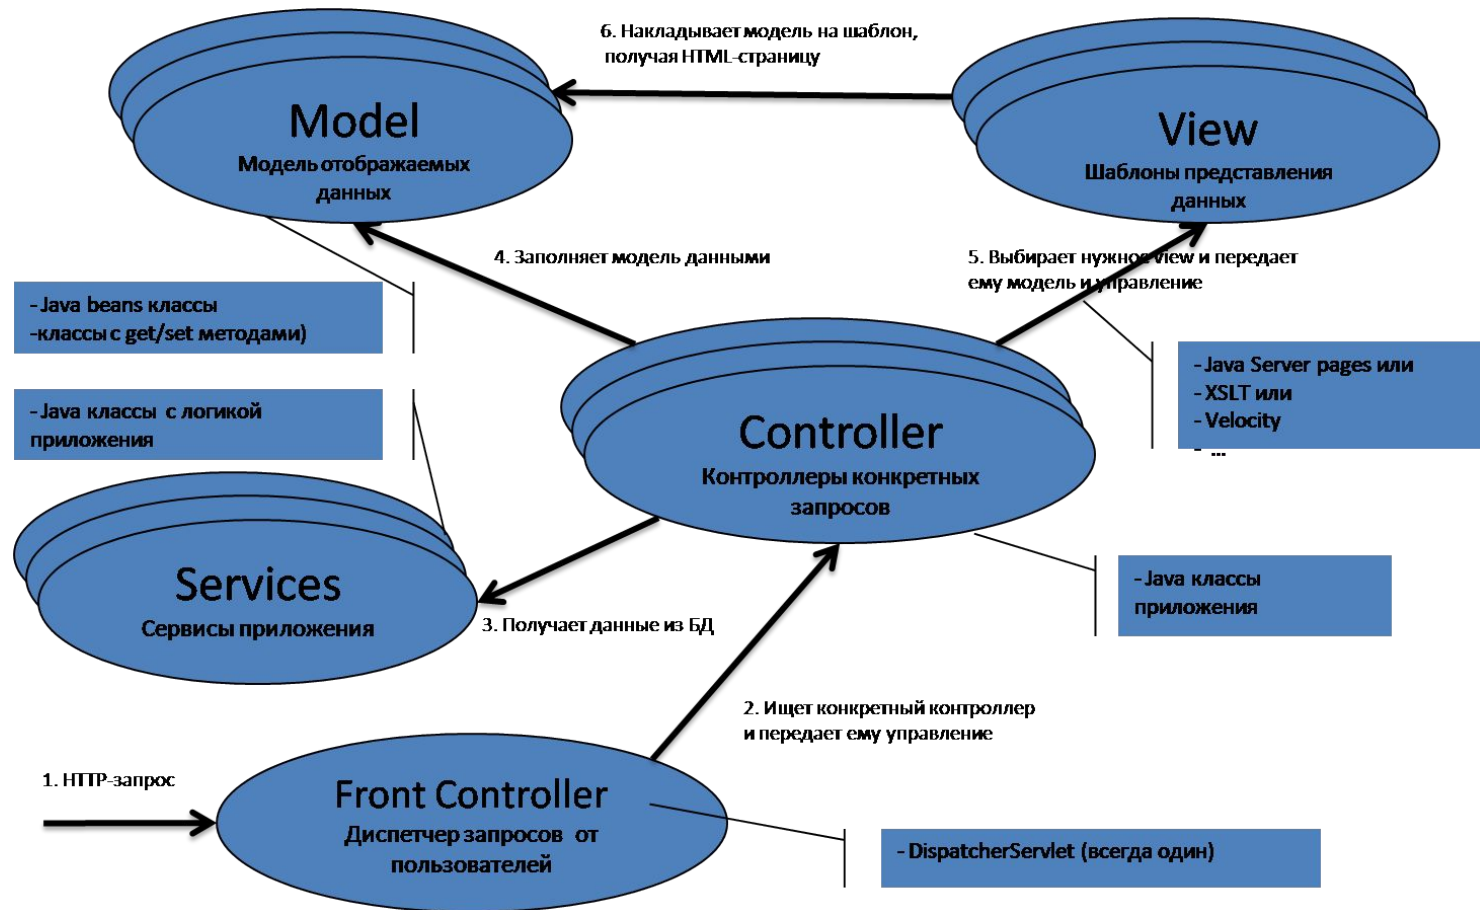 6. Накладывает модель на шаблон,
получая HTML-страницу
Model
Модель отображаемых
данных
View
Шаблоны представления
данных
4. Заполняет модель данными
5. Выбирает нужное view и передает
ему модель и управление
- Java beans классы
-классы с get/set методами)
- Java Server pages или
- XSLT или
- Velocity
- ...
- Java классы с логикой
приложения
Controller
Контроллеры конкретных
запросов
Services
Сервисы приложения
3. Получает данные из БД
- Java классы
приложения
2. Ищет конкретный контроллер
и передает ему управление
1. HTTP-запрос
Front Controller
Диспетчер запросов от
пользователей
- DispatcherServlet (всегда один)